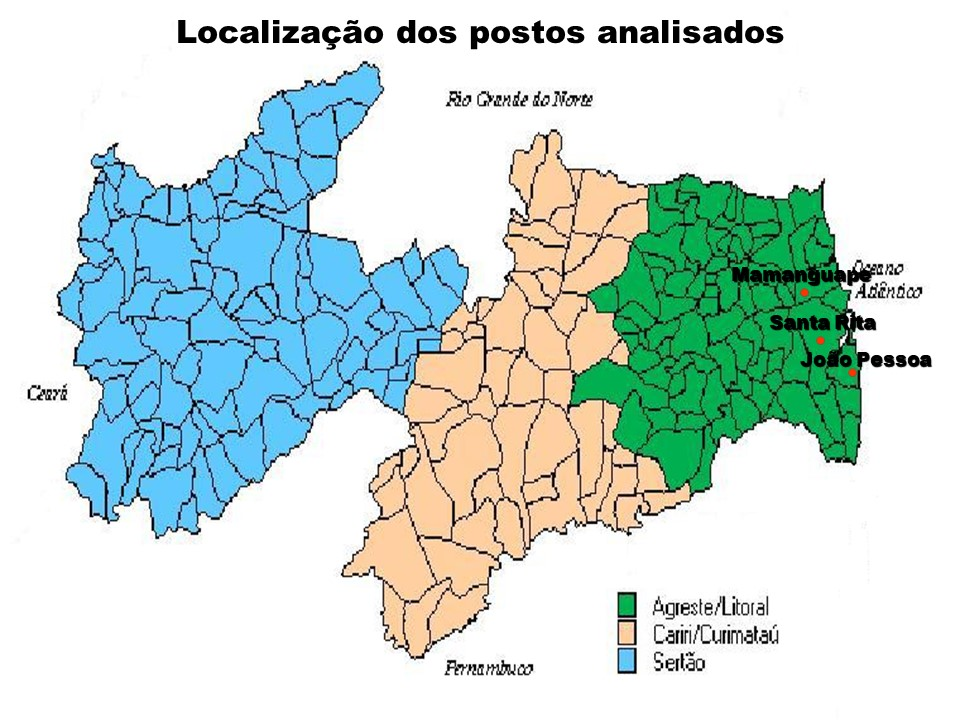 Localização dos postos analisados
Rio Grande do Norte
Oceano
Atlântico
Mamanguape
Santa Rita
João Pessoa
Ceará
Agreste/Litoral
Cariri/Curimataú
Sertão
Pernambuco